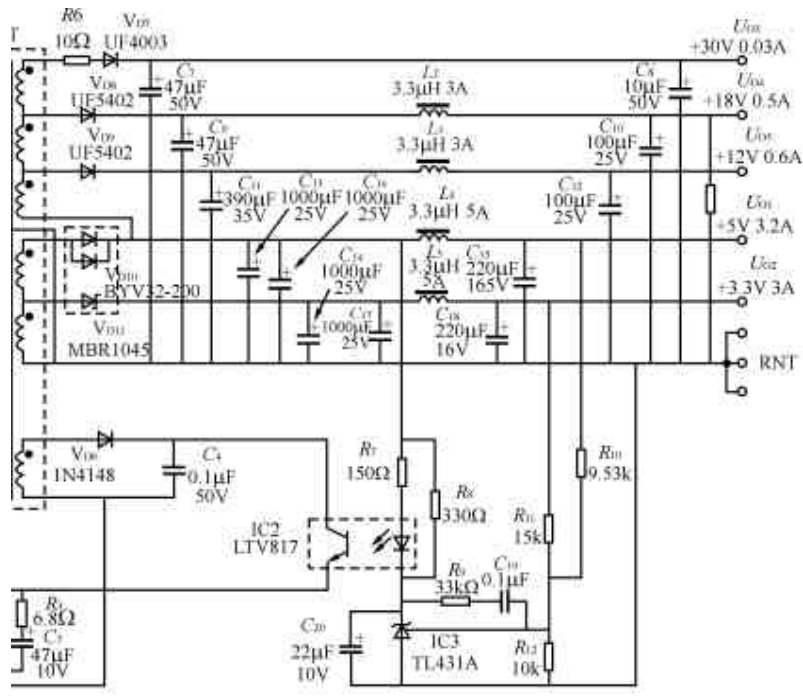 T
R6
10Ω
VD7
UF4003
UO3
+30V 0.03A
VD8
UF5402
C7
47μF
50V
L2
3.3μH 3A
C8
10μF
50V
UO4
+18V 0.5A
VD9
UF5402
C9
47μF
50V
L3
3.3μH 3A
C10
100μF
25V
UO5
+12V 0.6A
C11
390μF
35V
C13
1000μF
25V
C14
1000μF
25V
L4
3.3μH 5A
C12
100μF
25V
UO1
+5V 3.2A
VD10
BYV32-200
C14
1000μF
25V
L5
3.3μH
5A
C15
220μF
165V
UO2
+3.3V 3A
VD11
MBR1045
C17
1000μF
25V
C18
220μF
16V
RNT
VD6
1N4148
C4
0.1μF
50V
R7
150Ω
R8
330Ω
R10
9.53k
R11
15k
IC2
LTV817
R9
33kΩ
C19
0.1μF
C20
22μF
10V
IC3
TL431A
R12
10k
6.8Ω
47μF
10V